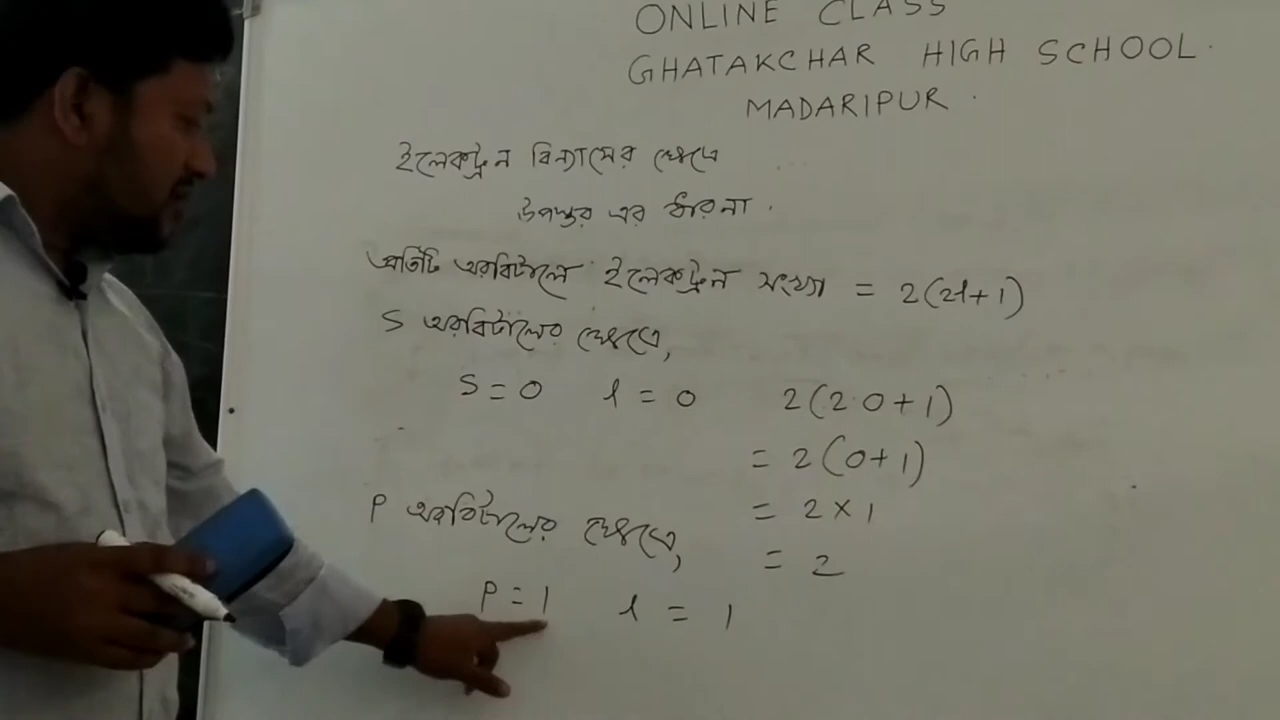 ONLINE CLASS
GHATAKCHAR HIGH SCHOOL.
MADARIPUR.
ইলেকট্রন বিন্যাসের ক্ষেত্রে
উপস্তর এর ধারনা.
প্রতিটি অরবিটালে ইলেকট্রন সংখ্যা = 2(2l+1)
S অরবিটালের ক্ষেত্রে,
S=0 l = 0 2(2.0+1)
= 2(0+1)
= 2×1
= 2
P অরবিটালের ক্ষেত্রে,
P=1 l = 1